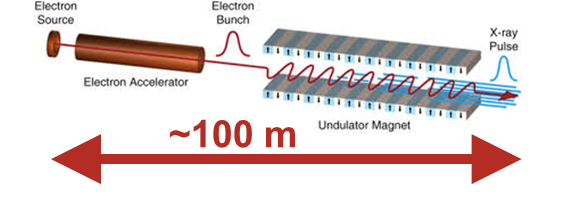 Electron
Source
Electron
Bunch
X-ray
Pulse
Electron Accelerator
Undulator Magnet
~100 m